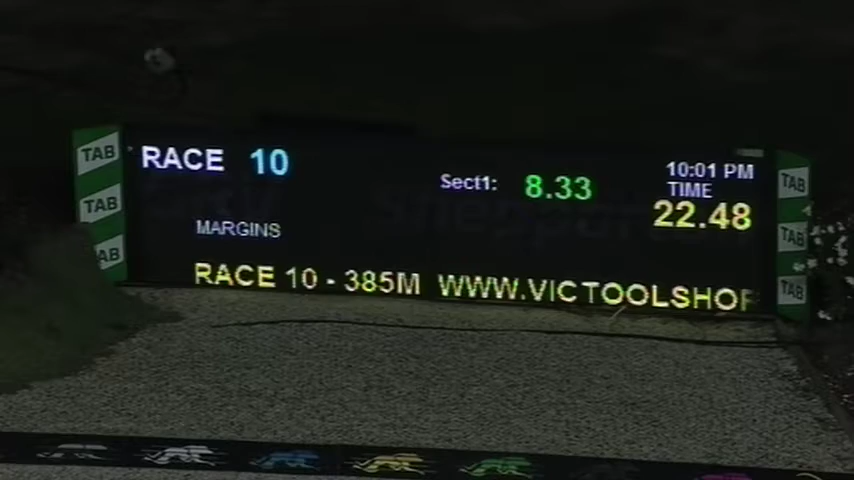 TAB
TAB
AB
RACE 10
Sect1: 8.33
10:01 PM
TIME
22.48
MARGINS
RACE 10 - 385M WWW.VICTOOLSHOP
TAB
TAB
TAB